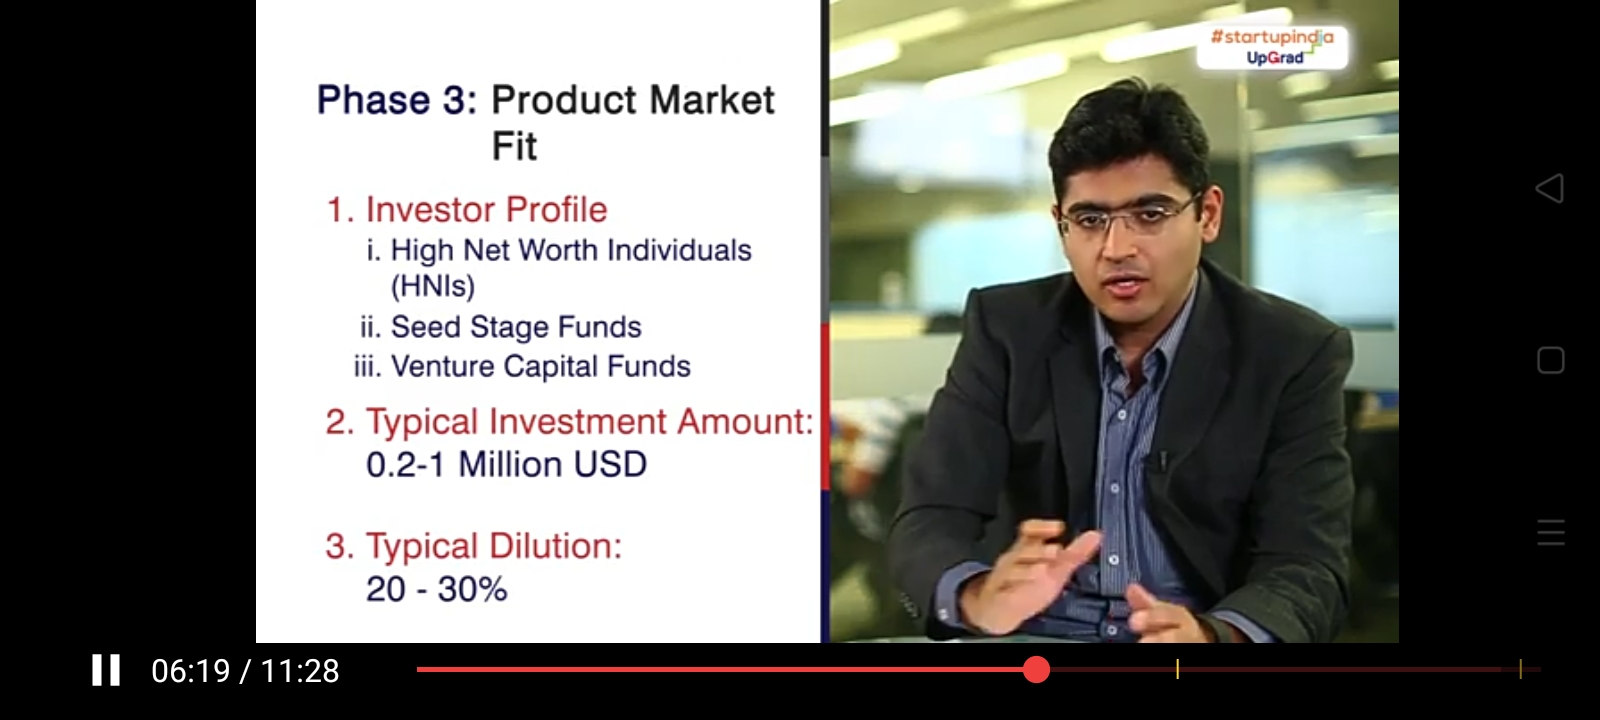 #startupindia
UpGrad
Phase 3: Product Market
Fit
1. Investor Profile
i. High Net Worth Individuals
(HNIs)
ii. Seed Stage Funds
iii. Venture Capital Funds
2. Typical Investment Amount:
0.2-1 Million USD
3. Typical Dilution:
20 - 30%
06:19 / 11:28